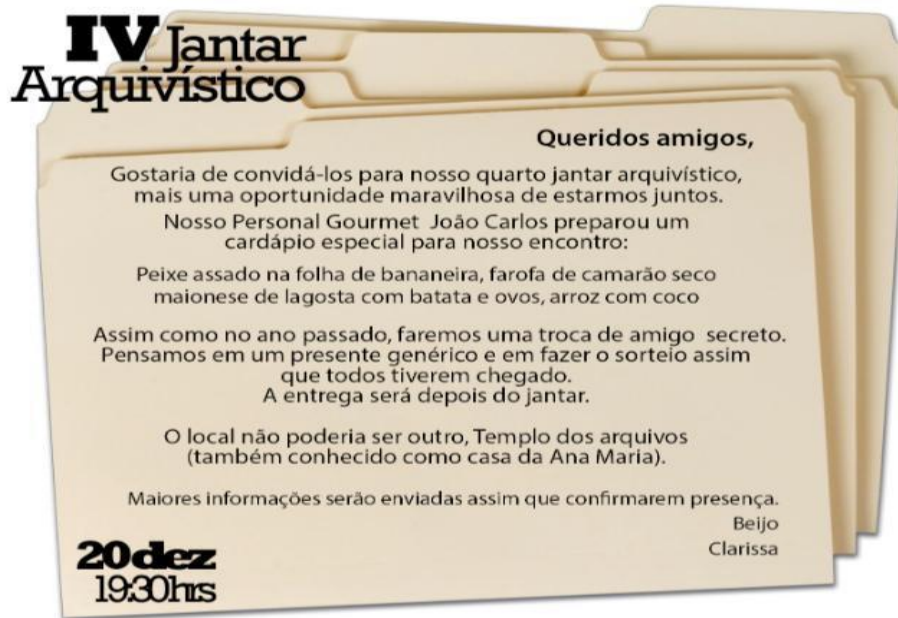 IV Jantar
Arquivístico
Queridos amigos,
Gostaria de convidá-los para nosso quarto jantar arquivístico,
mais uma oportunidade maravilhosa de estarmos juntos.
Nosso Personal Gourmet João Carlos preparou um
cardápio especial para nosso encontro:
Peixe assado na folha de bananeira, farofa de camarão seco
maionese de lagosta com batata e ovos, arroz com coco
Assim como no ano passado, faremos uma troca de amigo secreto.
Pensamos em um presente genérico e em fazer o sorteio assim
que todos tiverem chegado.
A entrega será depois do jantar.
O local não poderia ser outro, Templo dos arquivos
(também conhecido como casa da Ana Maria).
Maiores informações serão enviadas assim que confirmarem presença.
Beijo
Clarissa
20dez
19:30hrs